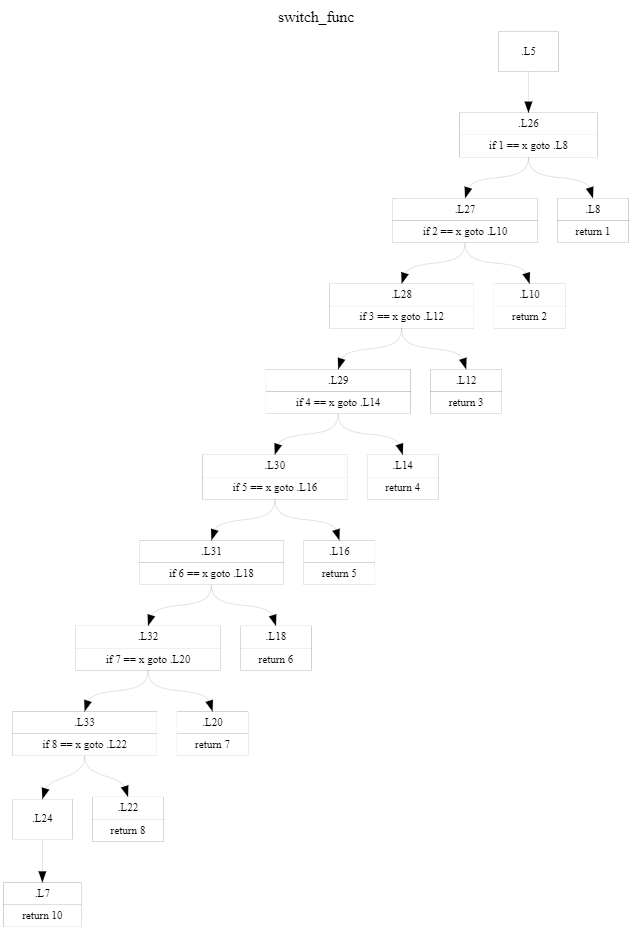 switch_func
.L5
.L26
if 1 == x goto .L8
.L27
if 2 == x goto .L10
.L8
return 1
.L28
if 3 == x goto .L12
.L10
return 2
.L29
if 4 == x goto .L14
.L12
return 3
.L30
if 5 == x goto .L16
.L14
return 4
.L31
if 6 == x goto .L18
.L16
return 5
.L32
if 7 == x goto .L20
.L18
return 6
.L33
if 8 == x goto .L22
.L20
return 7
.L24
.L22
return 8
.L7
return 10